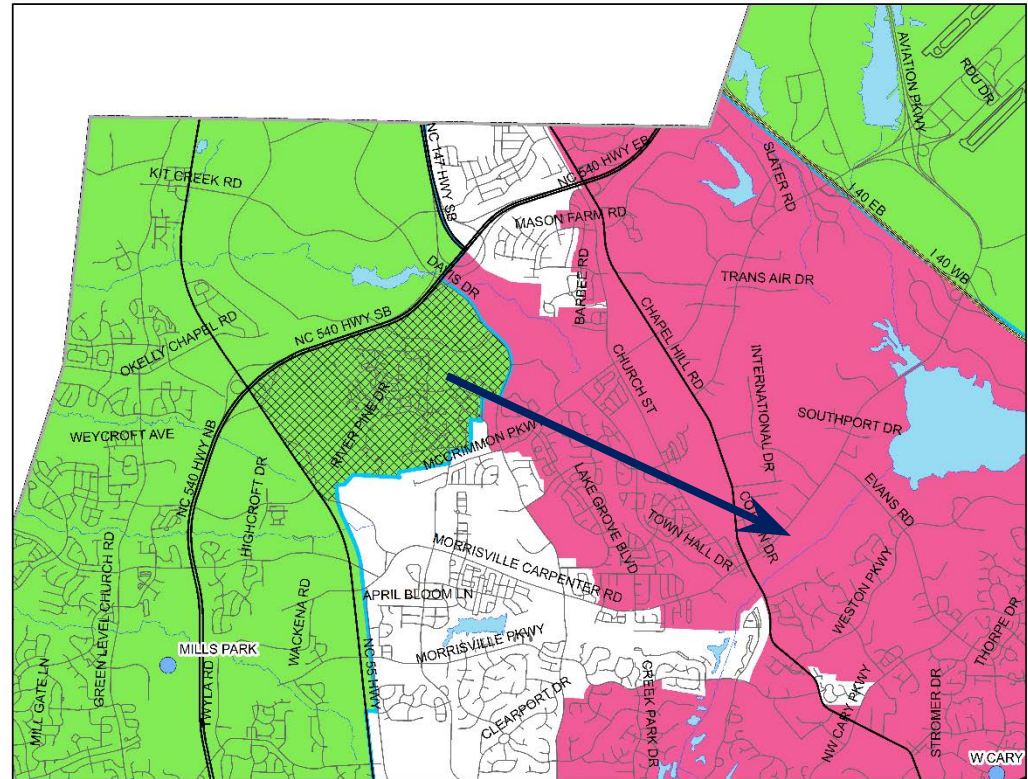 AVIATION PKWY
RDU DR
NC 147 HWY SB
SLATER RD
KIT CREEK RD
NC 540 HWY EB
I 40 EB
MASON FARM RD
I 40 WB
DAVIS DR
BARBEE RD
TRANS AIR DR
NC 540 HWY SB
OKELLY CHAPEL RD
CHAPEL HILL RD
CHURCH ST
INTERNATIONAL DR
RIVER PINE DR
SOUTHPORT DR
WEYCROFT AVE
MCCRIMMON PKWY
NC 540 HWY NB
HIGHCROFT DR
LAKE GROVE BLVD
EVANS RD
TOWN HALL DR
MORRISVILLE CARPENTER RD
GREEN LEVEL CHURCH RD
APRIL BLOOM LN
WESTON PKWY
WACKENA RD
MORRISVILLE PKWY
THORPE DR
MILLS PARK
NC 55 HWY
CLEARPORT DR
CREEK PARK DR
NW CARY PKWY
STROMER DR
MILL GATE LN
WYLA RD
W CARY